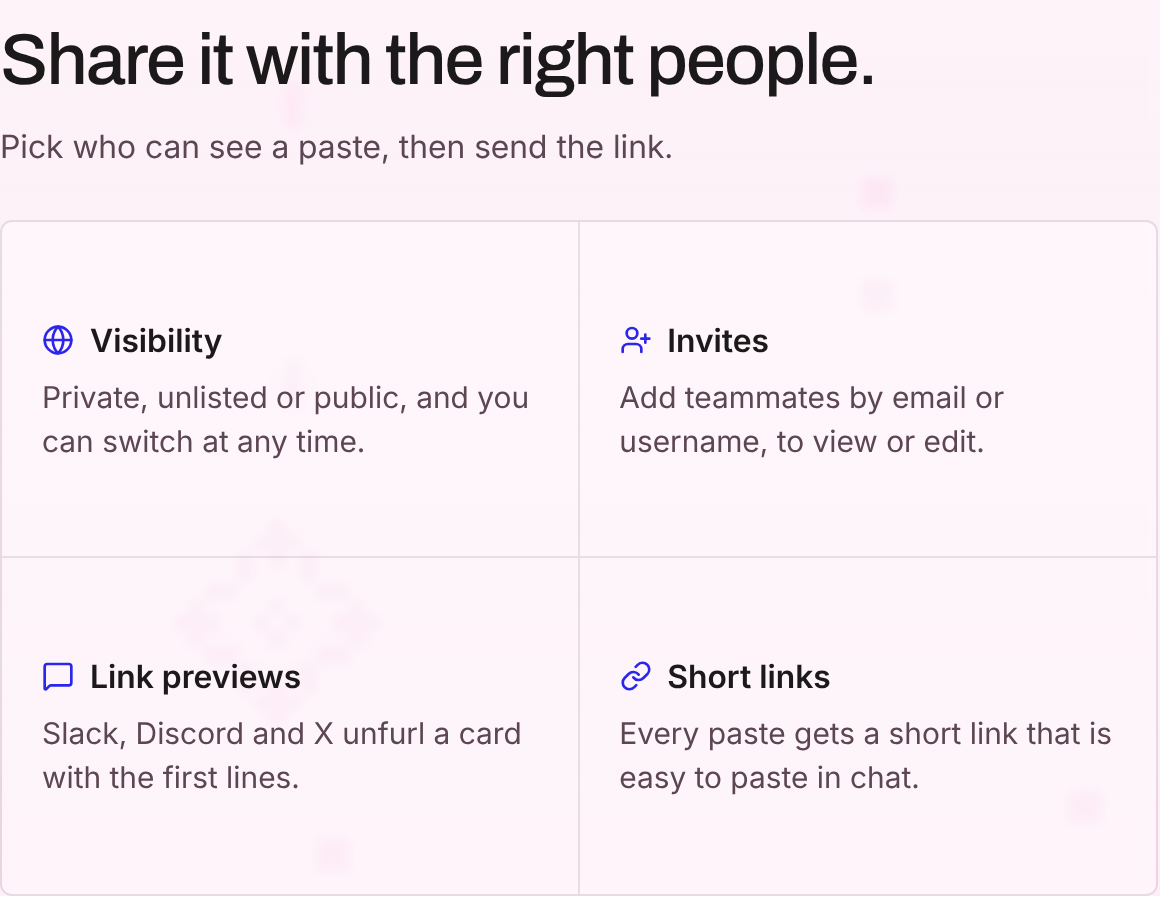 Share it with the right people.
Pick who can see a paste, then send the link.
Visibility
Private, unlisted or public, and you
can switch at any time.
Invites
Add teammates by email or
username, to view or edit.
Link previews
Slack, Discord and X unfurl a card
with the first lines.
Short links
Every paste gets a short link that is
easy to paste in chat.